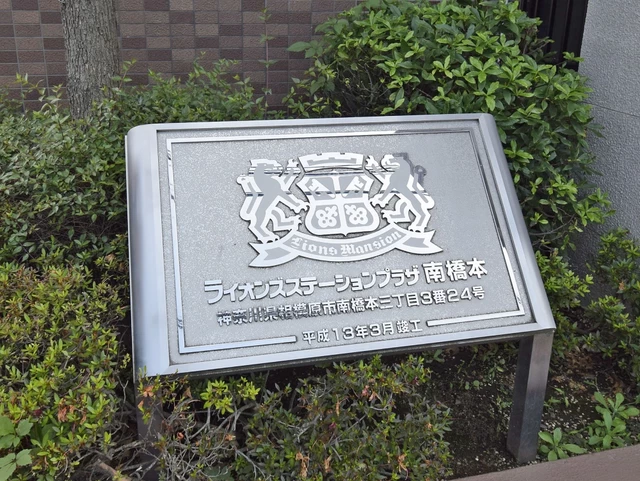 Lions Mansion
ライオンズステーションプラザ 南橋本
神奈川県相模原市南橋本三丁目3番24号
平成13年3月竣工